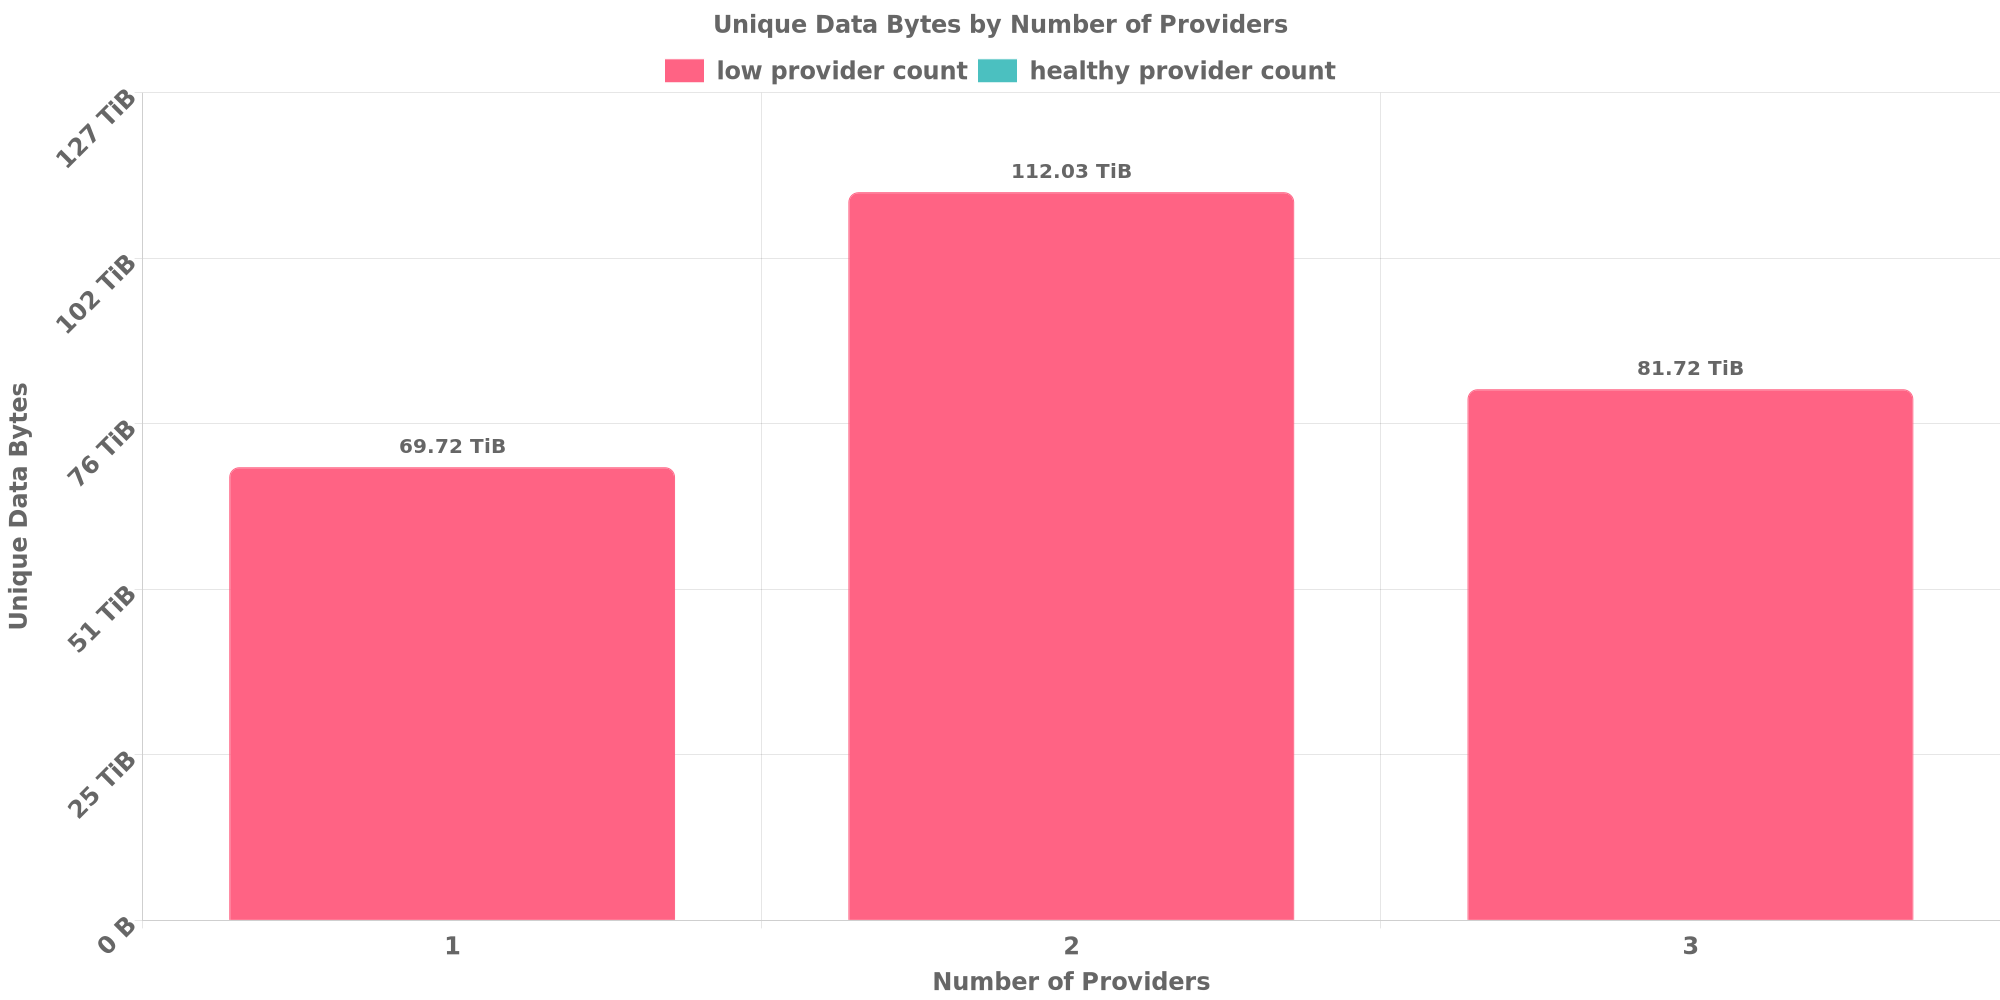 Unique Data Bytes by Number of Providers
low provider count healthy provider count
127 TiB
102 TiB
76 TiB
51 TiB
25 TiB
0 B
Unique Data Bytes
69.72 TiB
112.03 TiB
81.72 TiB
1 2 3
Number of Providers